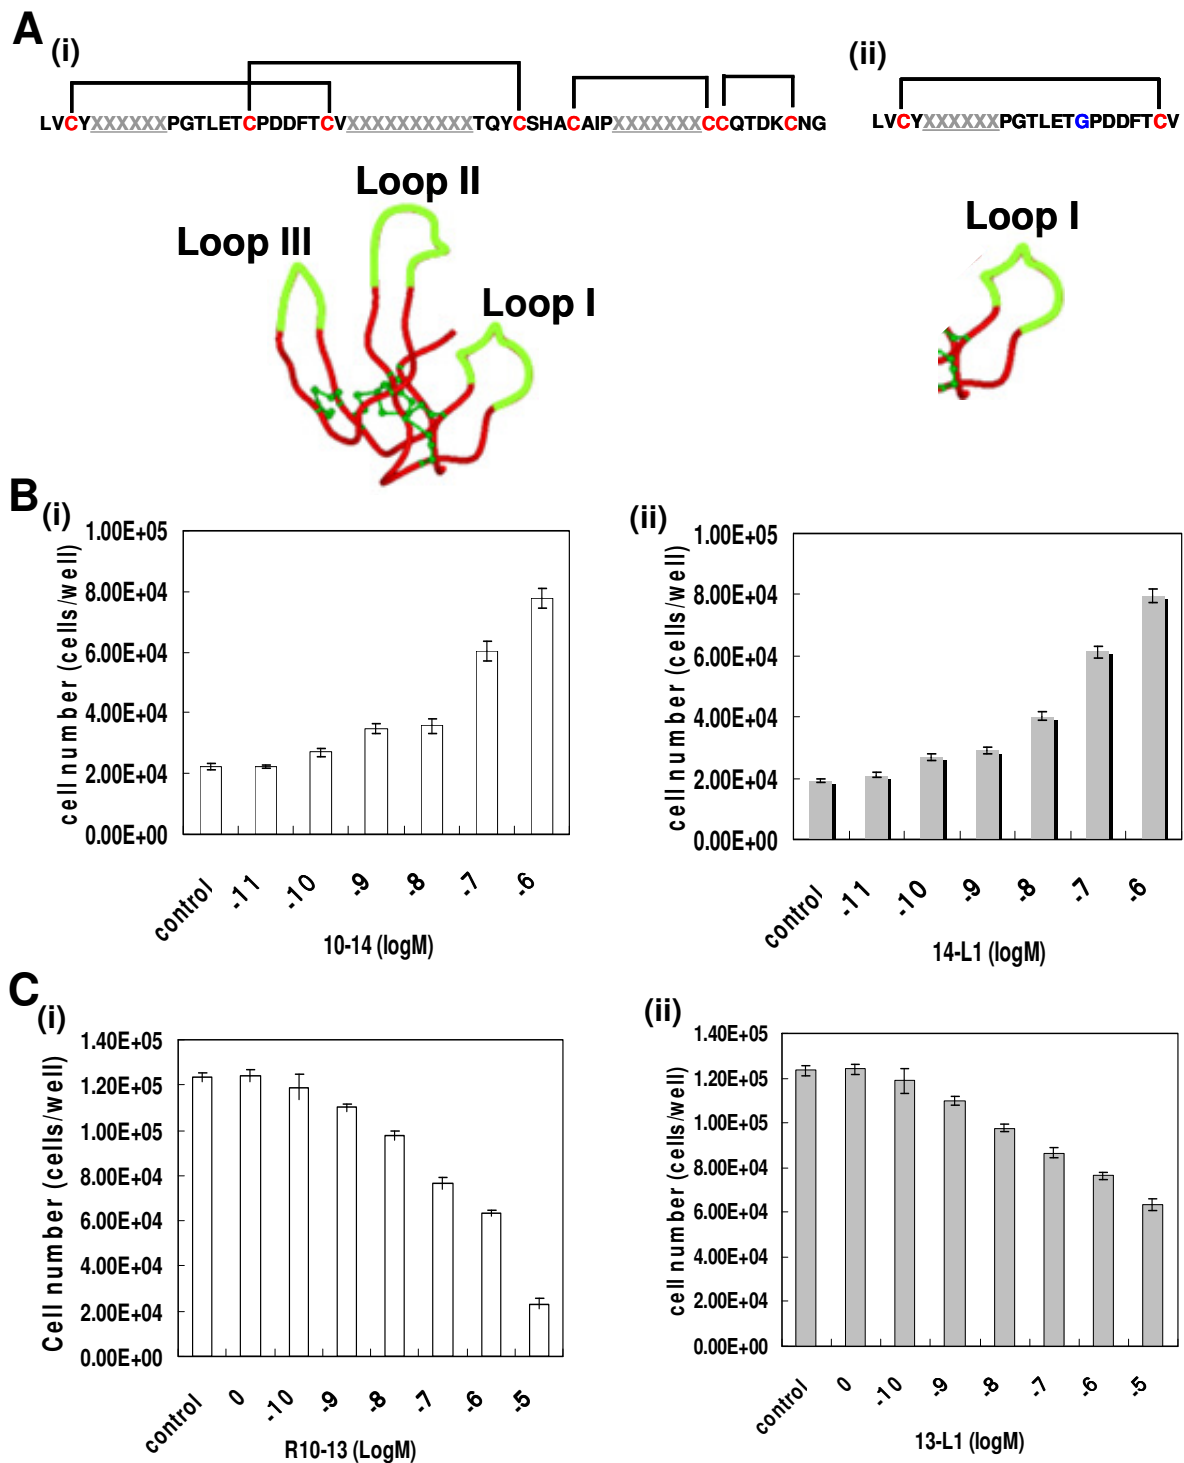 A
(i)
LVCYXXXXXXPGTLETCPDDFTCVXXXXXXXXXXTQYCSHACAIPXXXXXXXCCQTDKCNG
(ii)
LVCYXXXXXXPGTLETGPDDFTCV
Loop II
Loop III
Loop I
Loop I
B
(i)
cell number (cells/well)
1.00E+05
8.00E+04
6.00E+04
4.00E+04
2.00E+04
0.00E+00
control -11 -10 -9 -8 -7 -6
10-14 (logM)
(ii)
cell number (cells/well)
1.00E+05
8.00E+04
6.00E+04
4.00E+04
2.00E+04
0.00E+00
control -11 -10 -9 -8 -7 -6
14-L1 (logM)
C
(i)
Cell number (cells/well)
1.40E+05
1.20E+05
1.00E+05
8.00E+04
6.00E+04
4.00E+04
2.00E+04
0.00E+00
control 0 -10 -9 -8 -7 -6 -5
R10-13 (LogM)
(ii)
cell number (cells/well)
1.40E+05
1.20E+05
1.00E+05
8.00E+04
6.00E+04
4.00E+04
2.00E+04
0.00E+00
control 0 -10 -9 -8 -7 -6 -5
13-L1 (logM)